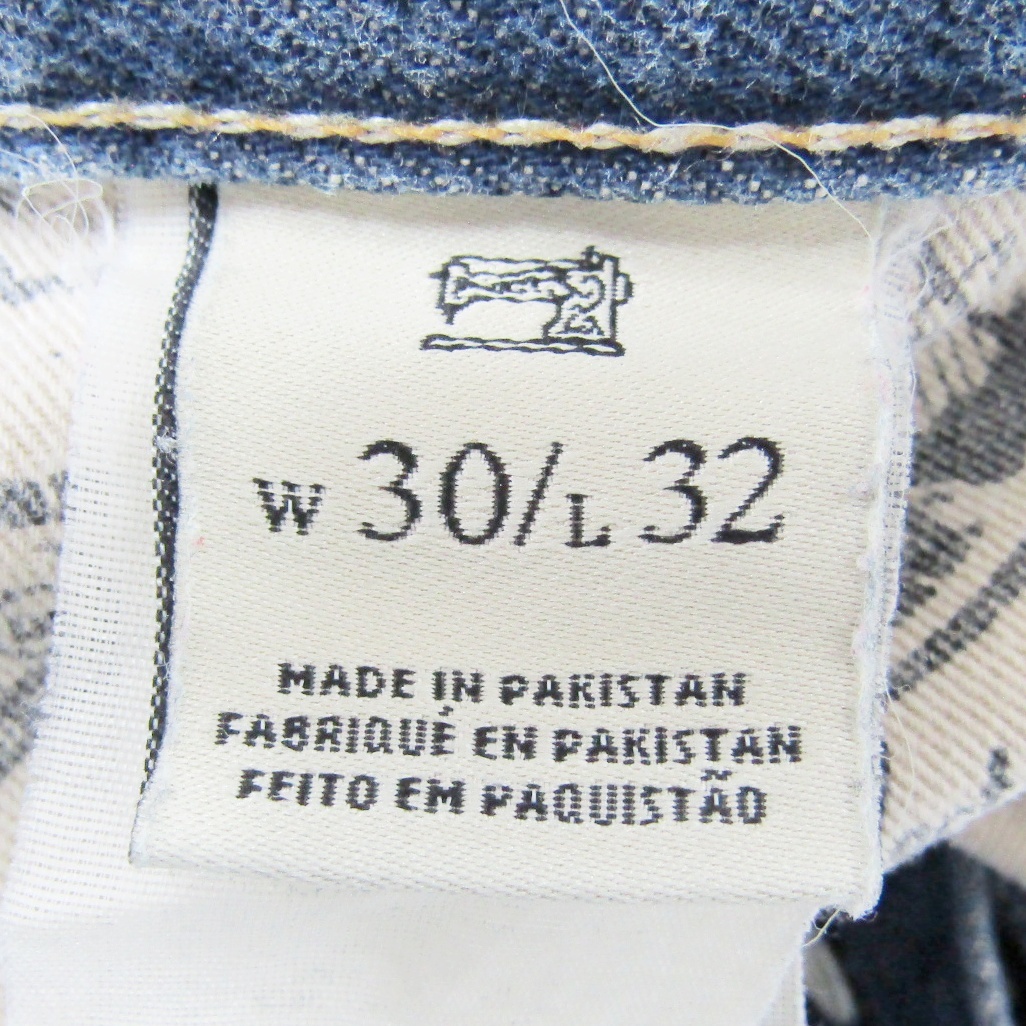 W 30/L 32
MADE IN PAKISTAN
FABRIQUÉ EN PAKISTAN
FEITO EM PAQUISTÃO